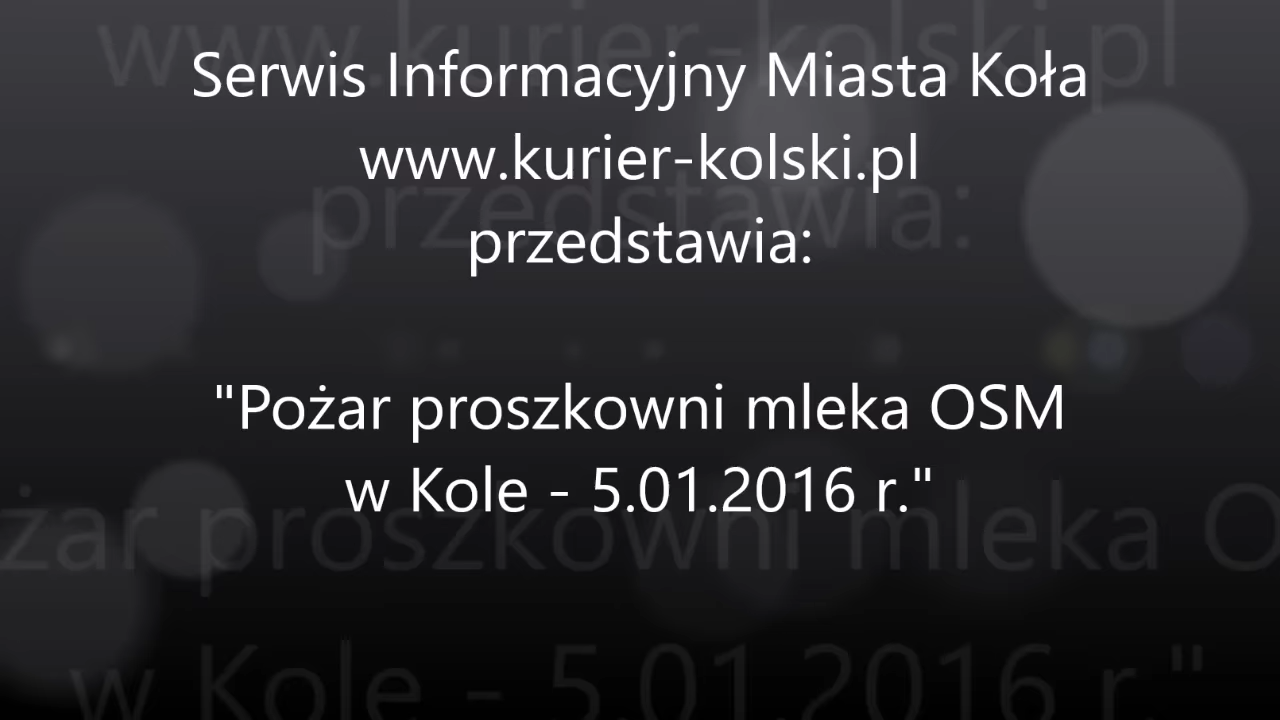 Serwis Informacyjny Miasta Koła
www.kurier-kolski.pl
przedstawia:
"Pożar proszkowni mleka OSM
w Kole - 5.01.2016 r."